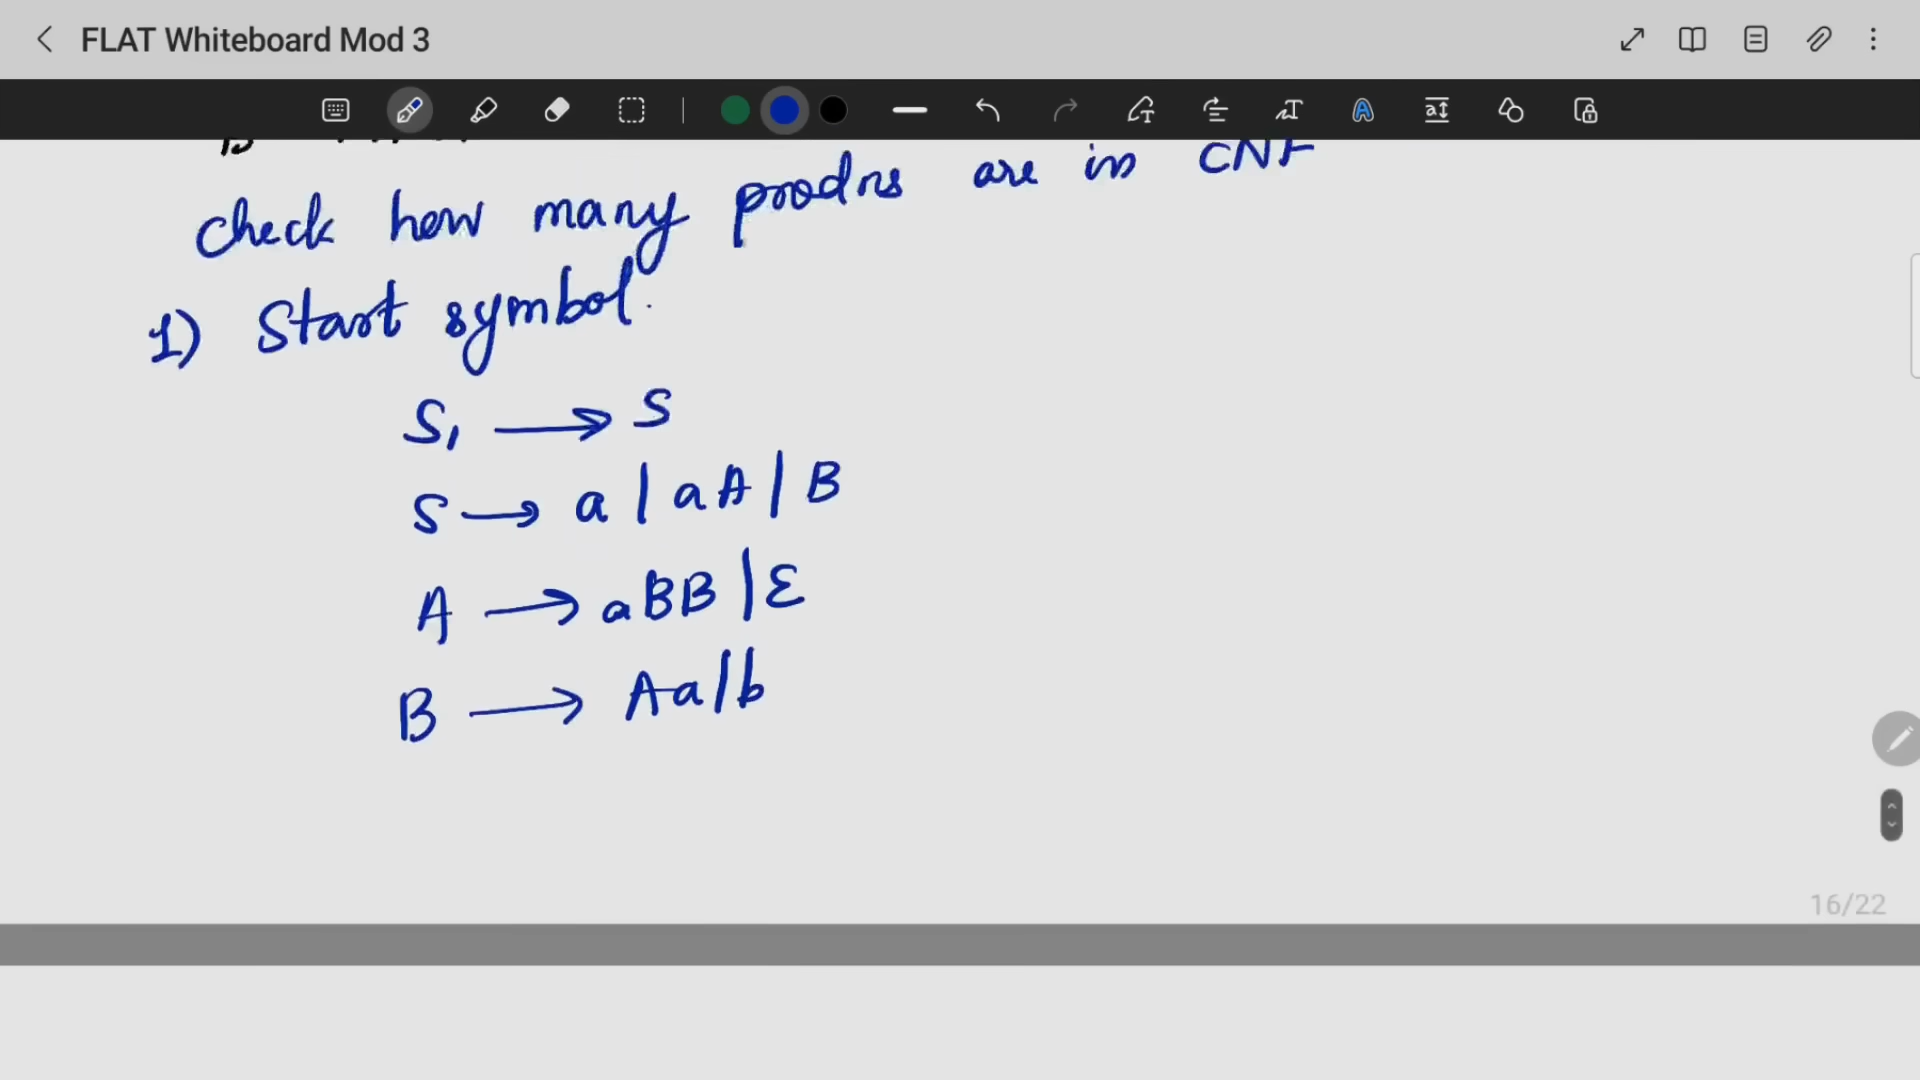 FLAT Whiteboard Mod 3
check how many prodns are in CNF
1) Start symbol.
S₁ → S
S → a | aA | B
A → aBB | ε
B → Aa | b
16/22